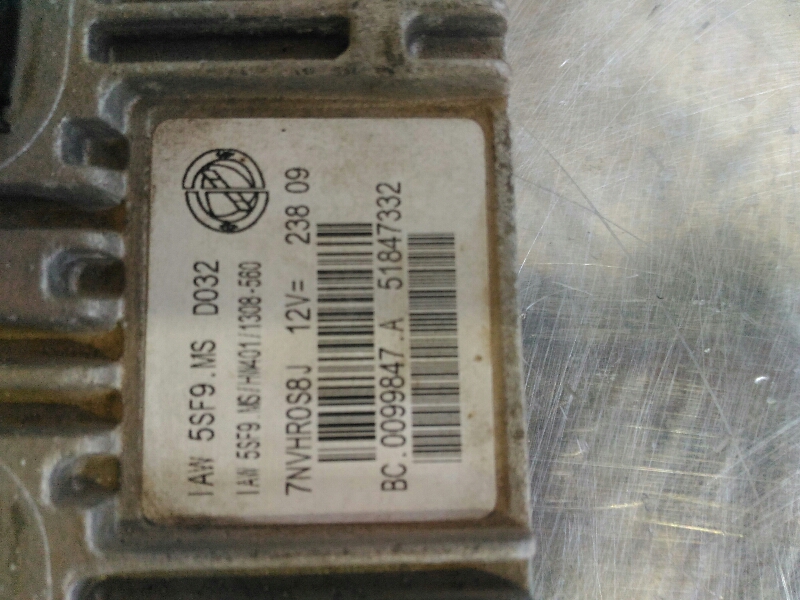 IAW 5SF9.MS D032
IAW 5SF9.MS/HW401/1308-560
7NVHR0S8J 12V= 238 09
BC.0099847.A 51847332